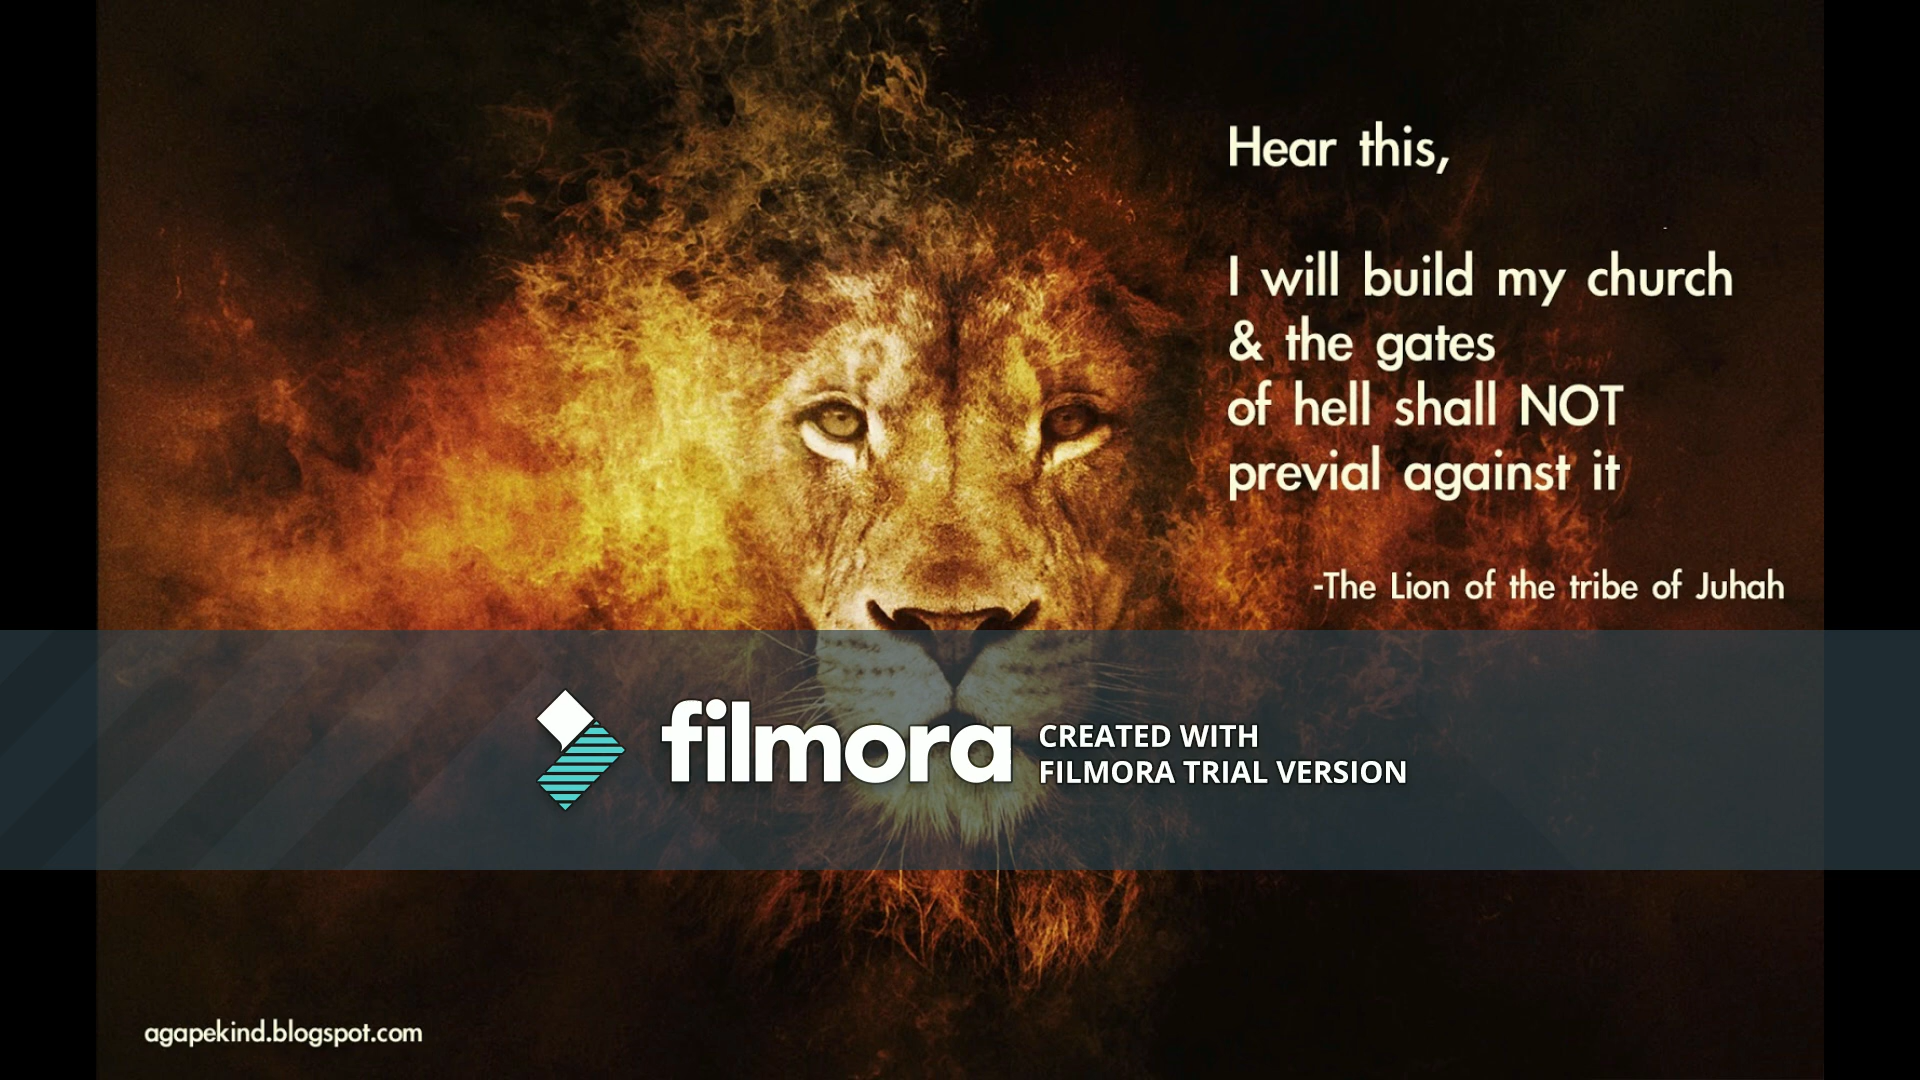 Hear this,
I will build my church
& the gates
of hell shall NOT
previal against it
-The Lion of the tribe of Juhah
filmora
CREATED WITH
FILMORA TRIAL VERSION
agapekind.blogspot.com